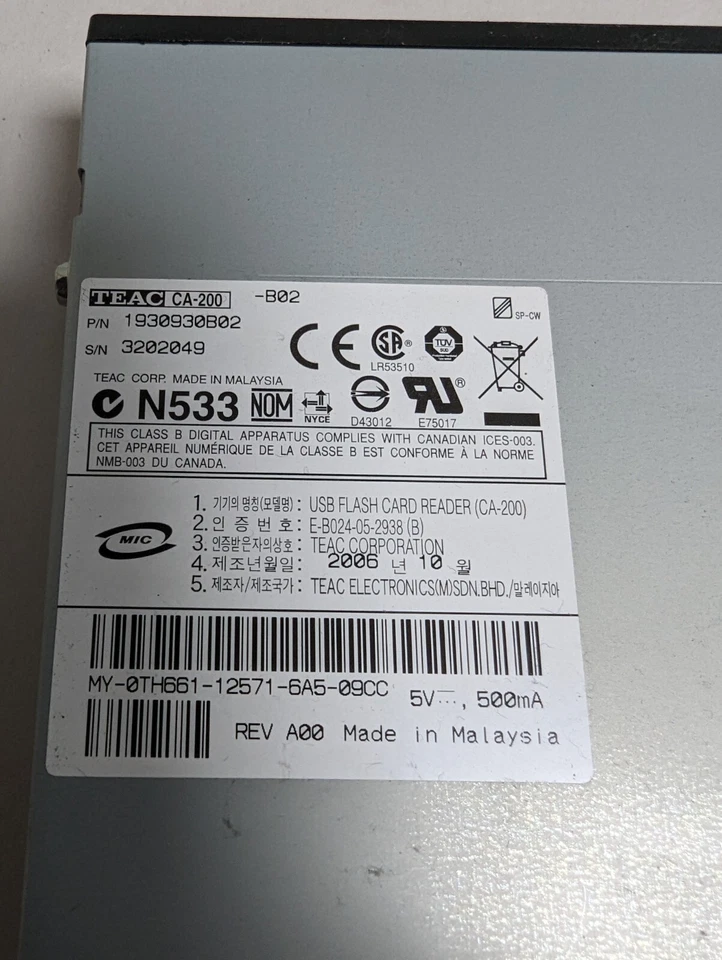 TEAC CA-200 -B02
P/N 1930930B02
S/N 3202049
SP-CW
CE SA® TÜV
LR53510
TEAC CORP. MADE IN MALAYSIA
N533 NOM NYCE D43012 RU® E75017
THIS CLASS B DIGITAL APPARATUS COMPLIES WITH CANADIAN ICES-003.
CET APPAREIL NUMÉRIQUE DE LA CLASSE B EST CONFORME À LA NORME
NMB-003 DU CANADA.
MIC
1. 기기의 명칭(모델명) : USB FLASH CARD READER (CA-200)
2. 인 증 번 호 : E-B024-05-2938 (B)
3. 인증받은자의상호 : TEAC CORPORATION
4. 제조년월일 : 2006 년 10 월
5. 제조자/제조국가 : TEAC ELECTRONICS(M)SDN.BHD./말레이지아
MY-0TH661-12571-6A5-09CC
5V⎓, 500mA
REV A00 Made in Malaysia